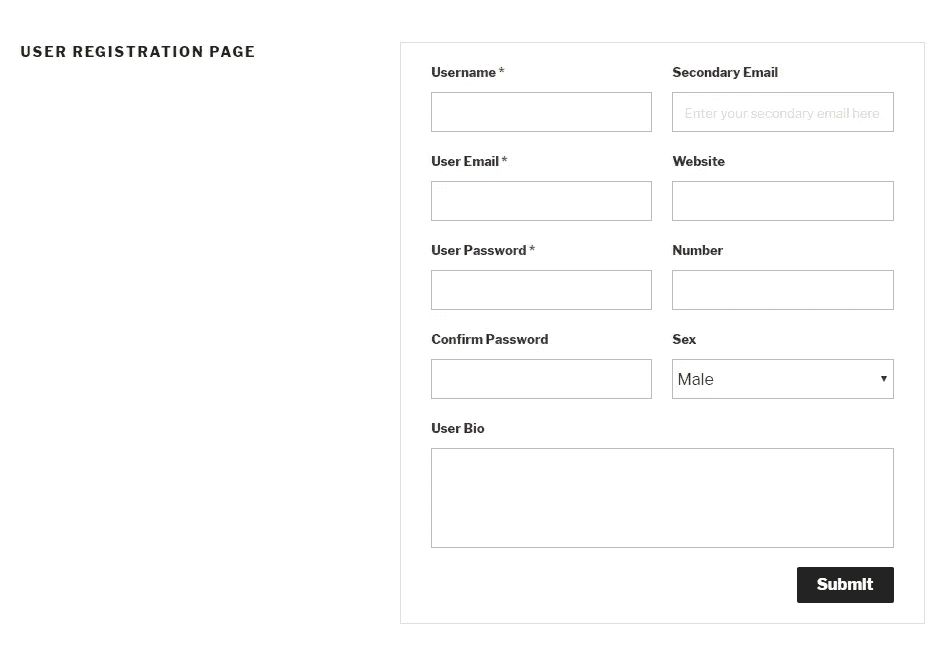 USER REGISTRATION PAGE
Username *
Secondary Email
Enter your secondary email here
User Email *
Website
User Password *
Number
Confirm Password
Sex
Male
User Bio
Submit